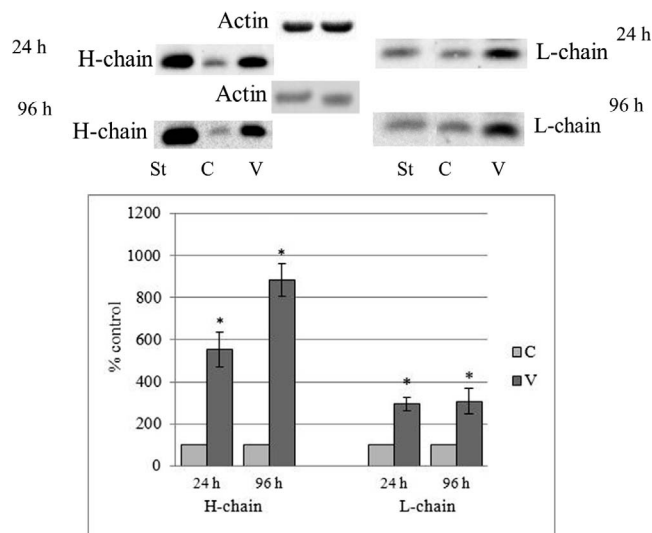 Actin
24 h
H-chain
L-chain
24 h
Actin
96 h
H-chain
L-chain
96 h
St C V
St C V
1200
1000
800
600
400
200
0
% control
*
*
*
*
C
V
24 h 96 h 24 h 96 h
H-chain L-chain